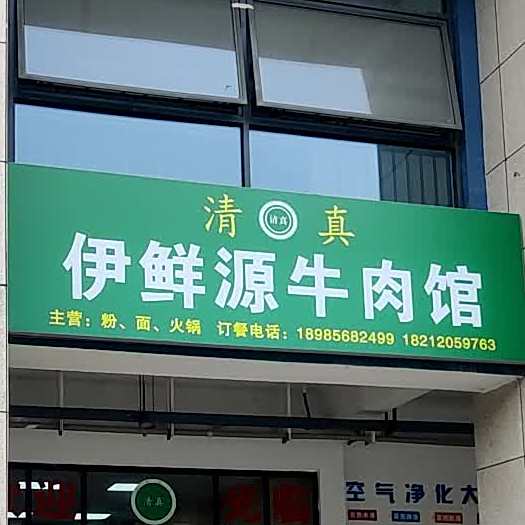 清 清真 真
伊鲜源牛肉馆
主营：粉、面、火锅 订餐电话：18985682499 18212059763
清真
空气净化大